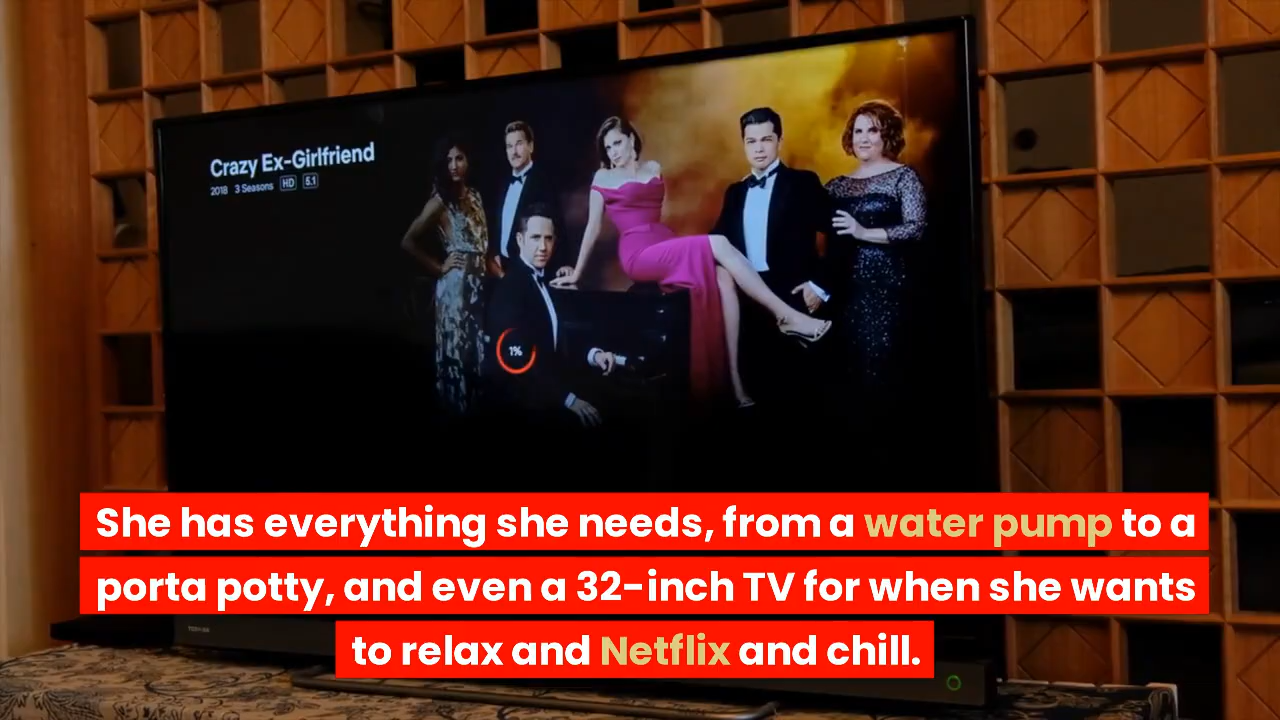 Crazy Ex-Girlfriend
2018 3 Seasons HD 5.1
1%
She has everything she needs, from a water pump to a
porta potty, and even a 32-inch TV for when she wants
to relax and Netflix and chill.
TOSHIBA